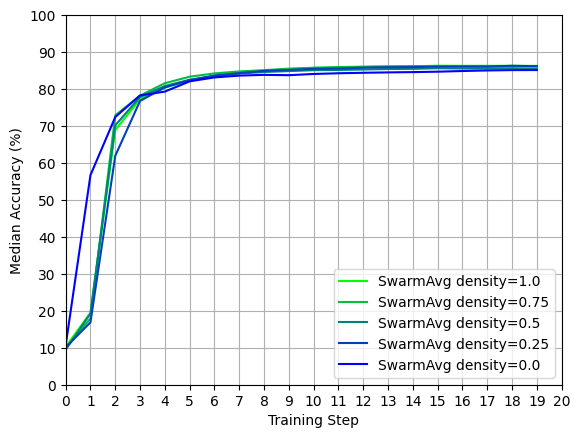 100
90
80
70
60
50
40
30
20
10
0
Median Accuracy (%)
SwarmAvg density=1.0
SwarmAvg density=0.75
SwarmAvg density=0.5
SwarmAvg density=0.25
SwarmAvg density=0.0
0 1 2 3 4 5 6 7 8 9 10 11 12 13 14 15 16 17 18 19 20
Training Step